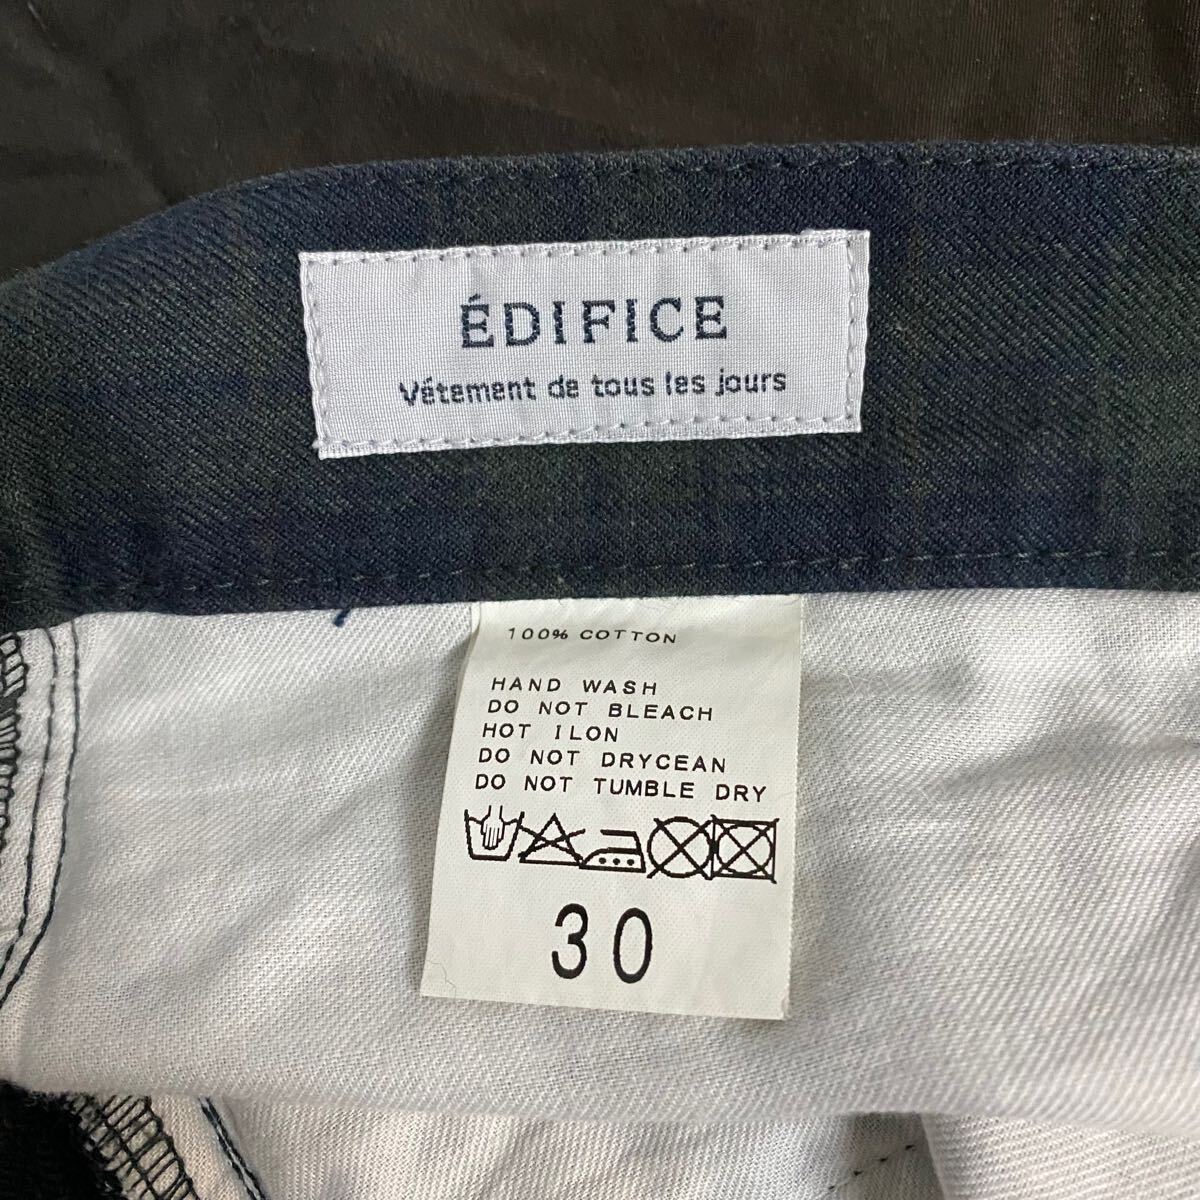 ÉDIFICE
Vétement de tous les jours
100% COTTON
HAND WASH
DO NOT BLEACH
HOT ILON
DO NOT DRYCEAN
DO NOT TUMBLE DRY
30